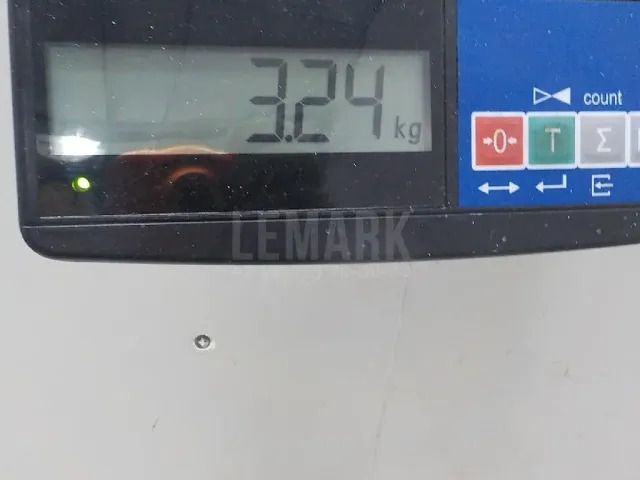 3.24 kg
count
→0← T Σ
LEMARK